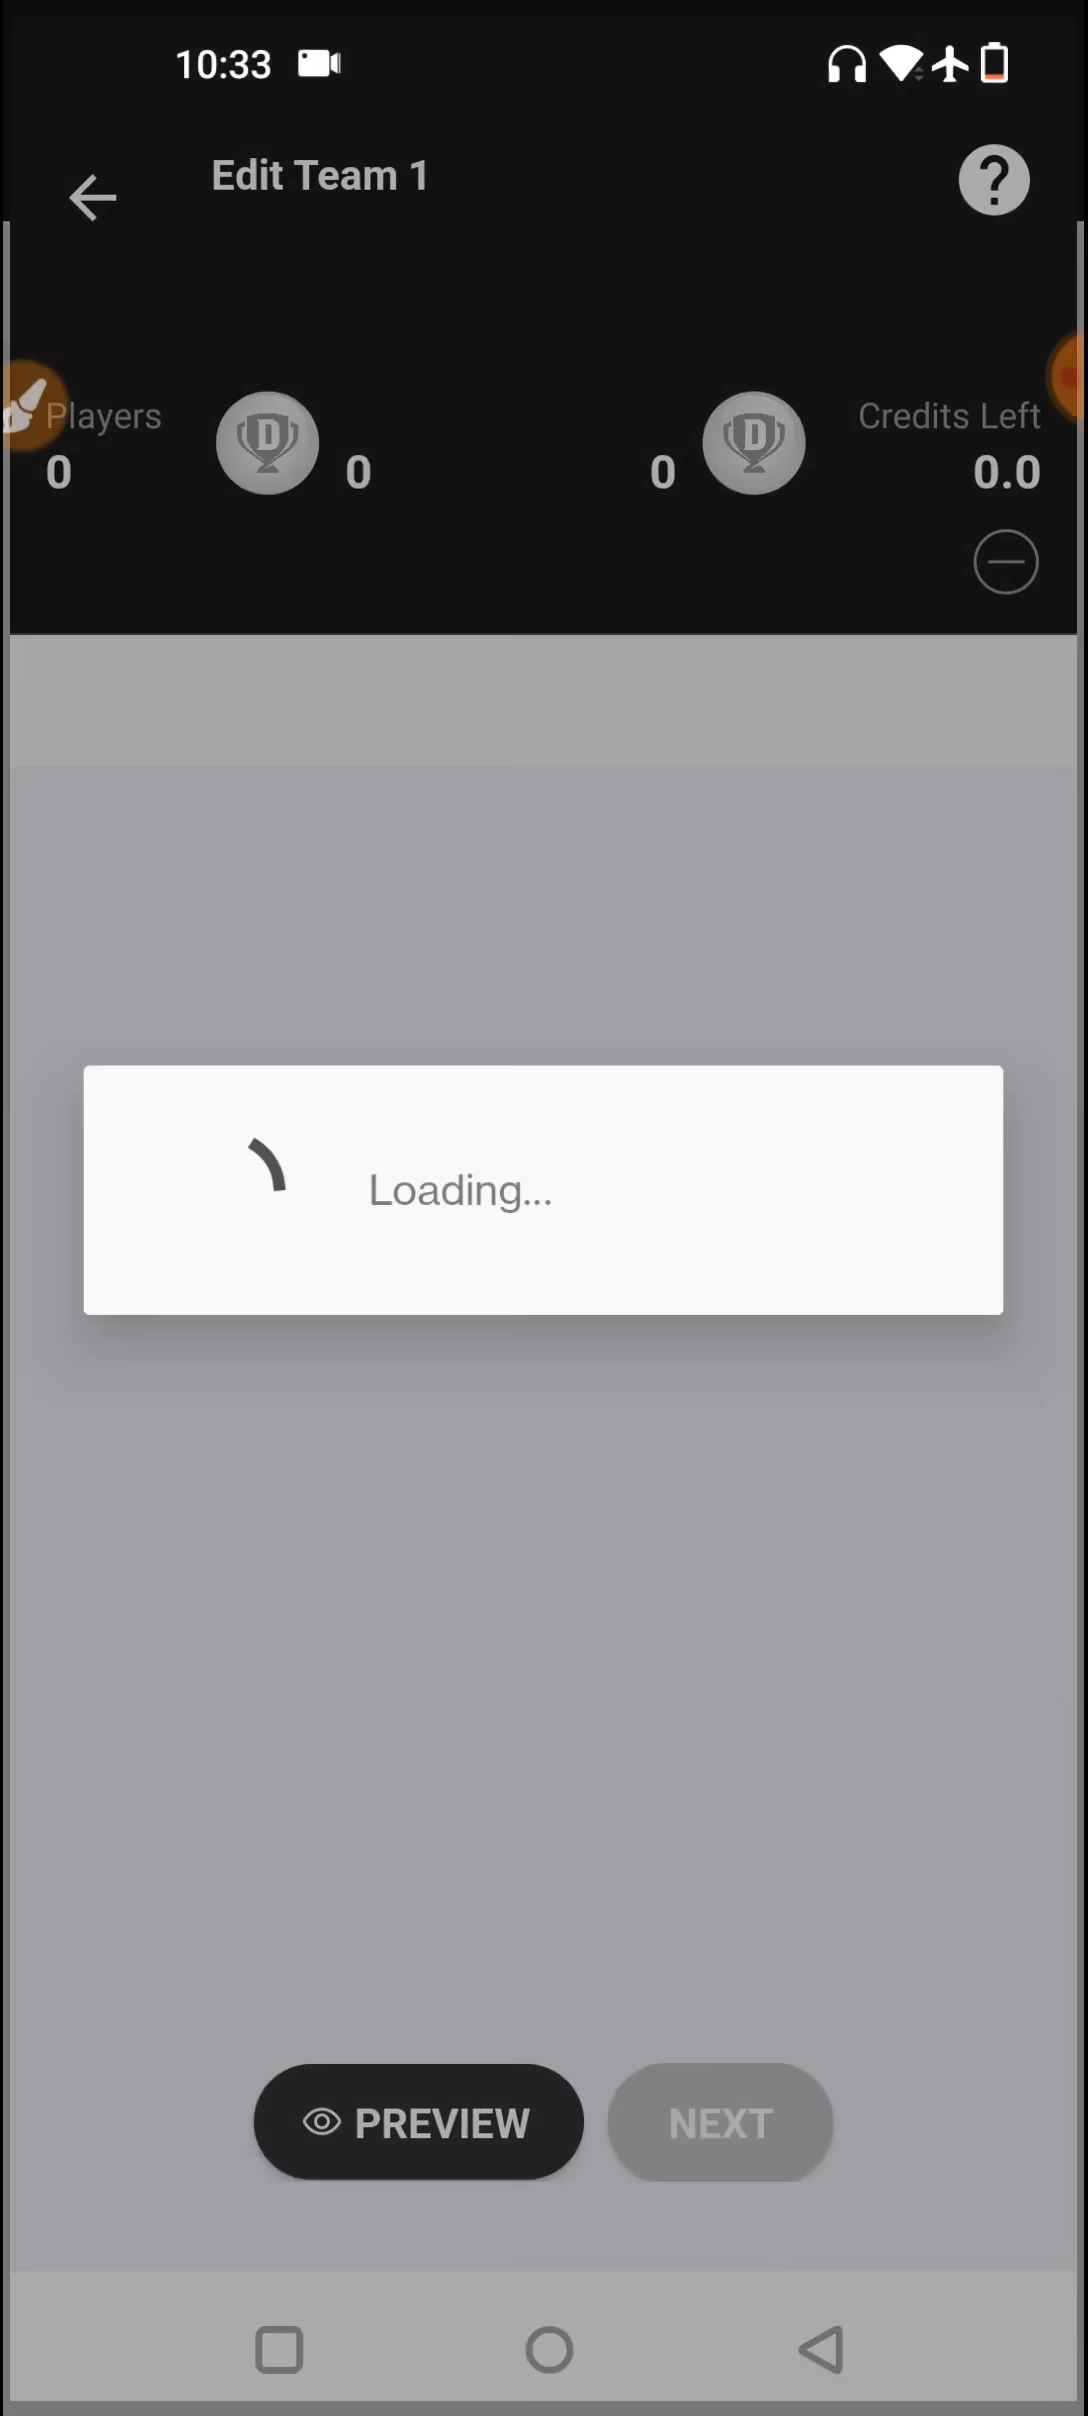 10:33
Edit Team 1
?
Players
Credits Left
0
D
0
0
D
0.0
Loading...
PREVIEW
NEXT